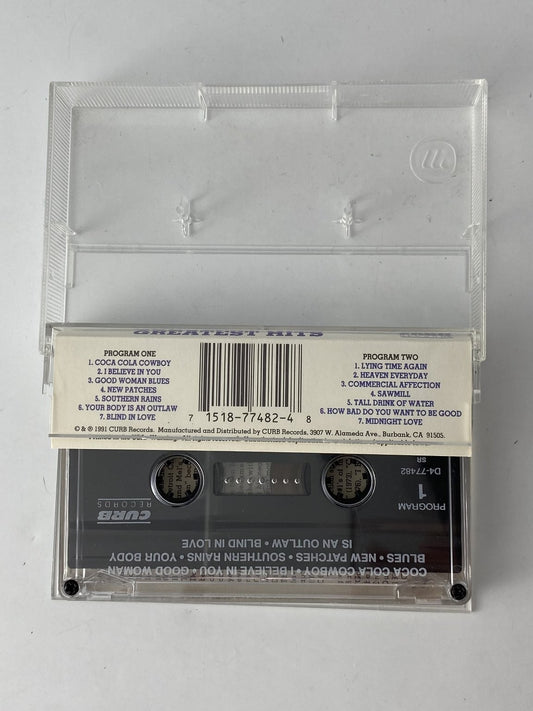 GREATEST HITS
PROGRAM ONE
1. COCA COLA COWBOY
2. I BELIEVE IN YOU
3. GOOD WOMAN BLUES
4. NEW PATCHES
5. SOUTHERN RAINS
6. YOUR BODY IS AN OUTLAW
7. BLIND IN LOVE
7 1518-77482-4 8
PROGRAM TWO
1. LYING TIME AGAIN
2. HEAVEN EVERYDAY
3. COMMERCIAL AFFECTION
4. SAWMILL
5. TALL DRINK OF WATER
6. HOW BAD DO YOU WANT TO BE GOOD
7. MIDNIGHT LOVE
℗ & © 1991 CURB Records. Manufactured and Distributed by CURB Records, 3907 W. Alameda Ave., Burbank, CA 91505.
COCA COLA COWBOY • I BELIEVE IN YOU • GOOD WOMAN
BLUES • NEW PATCHES • SOUTHERN RAINS • YOUR BODY
IS AN OUTLAW • BLIND IN LOVE
PROGRAM
1
CURB
RECORDS
D4-77482
SR